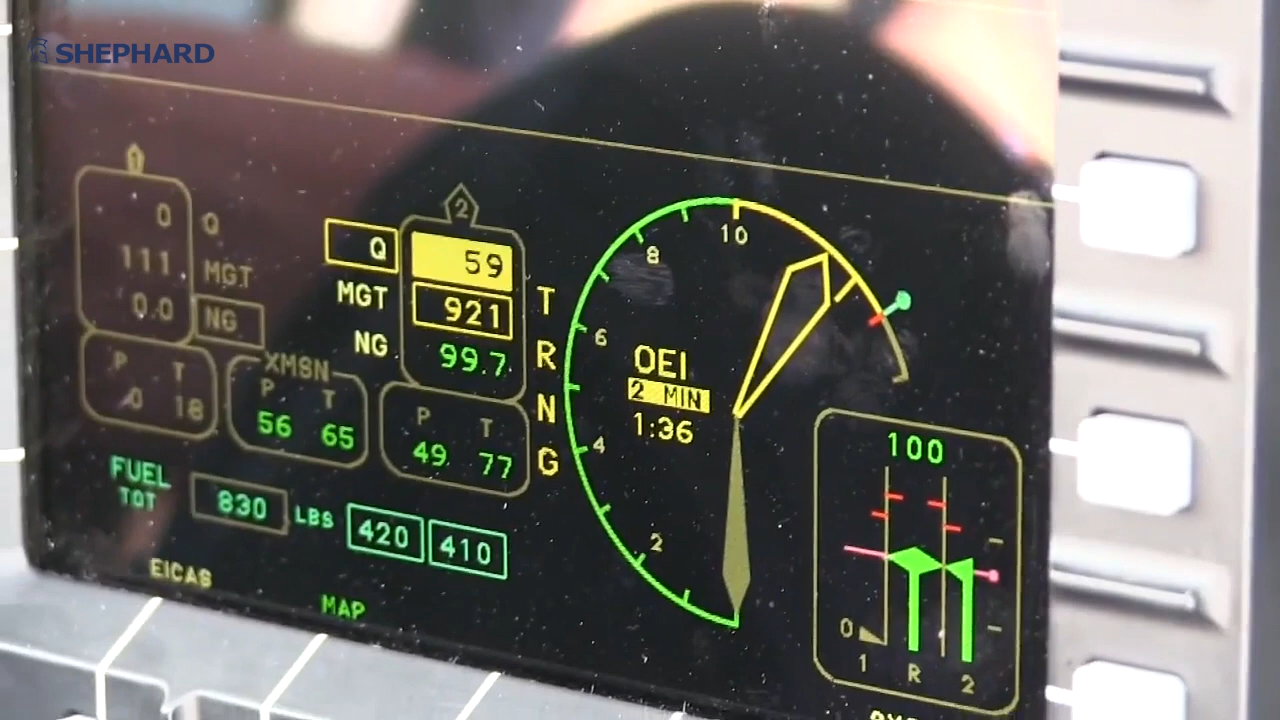 SHEPHARD
1
0 Q
111 MGT
0.0 NG
P T
0 18
XMSN
P T
56 65
2
Q 59
MGT 921
NG 99.7
P T
49 77
T
R
N
G
10
8
6
4
2
OEI
2 MIN
1:36
100
0
1 R 2
FUEL
TOT
830 LBS 420 410
EICAS
MAP